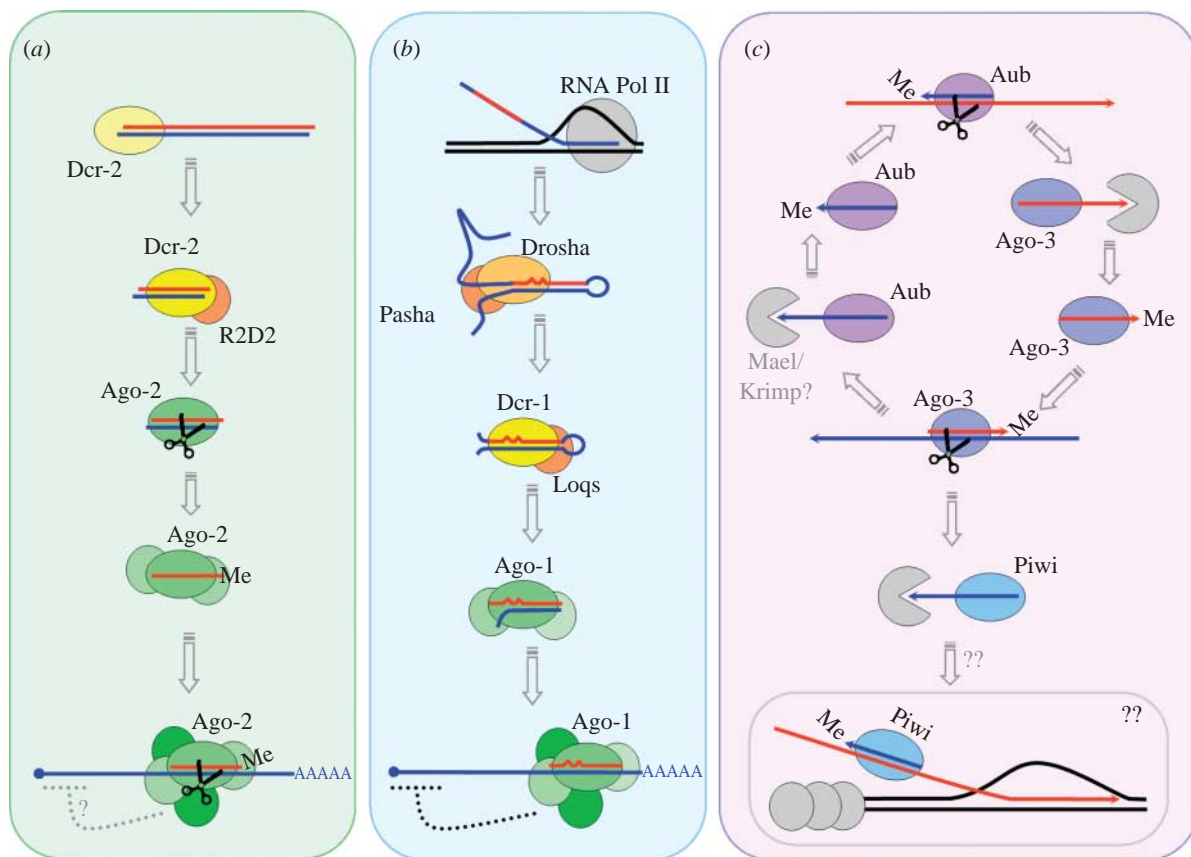 (a)
Dcr-2
Dcr-2
R2D2
Ago-2
Ago-2
Me
Ago-2
Me
AAAAA
?
(b)
RNA Pol II
Drosha
Pasha
Dcr-1
Loqs
Ago-1
Ago-1
AAAAA
(c)
Me
Aub
Aub
Me
Ago-3
Aub
Me
Ago-3
Mael/
Krimp?
Ago-3
Me
Piwi
??
??
Me
Piwi